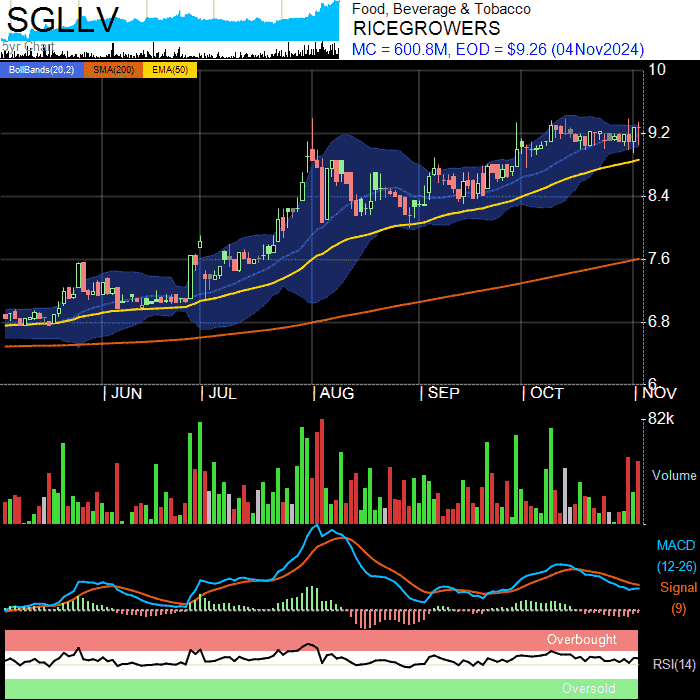 SGLLV
5yr Chart
Food, Beverage & Tobacco
RICEGROWERS
MC = 600.8M, EOD = $9.26 (04Nov2024)
BollBands(20,2) SMA(200) EMA(50)
10
9.2
8.4
7.6
6.8
6
JUN JUL AUG SEP OCT NOV
82k
Volume
MACD
(12-26)
Signal
(9)
Overbought
RSI(14)
Oversold